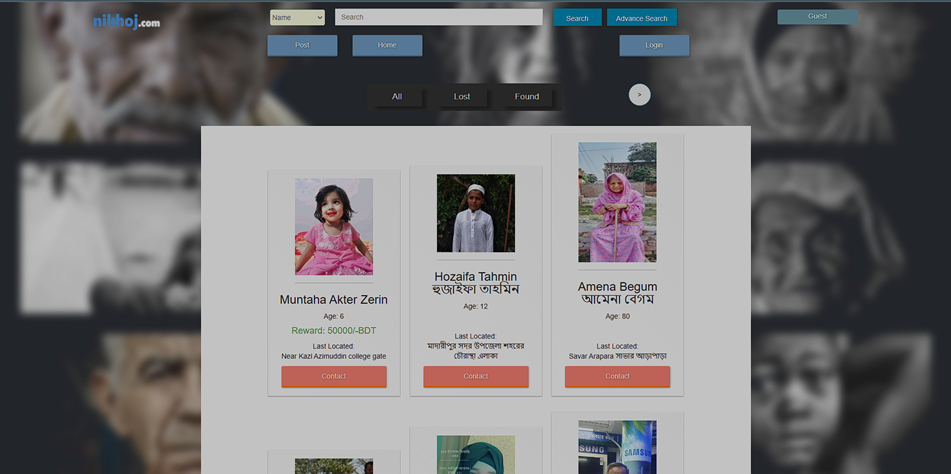 nikhoj.com
Name
Search
Search
Advance Search
Guest
Post
Home
Login
All
Lost
Found
>
Muntaha Akter Zerin
Age: 6
Reward: 50000/-BDT
Last Located:
Near Kazi Azimuddin college gate
Contact
Hozaifa Tahmin
হুজাইফা তাহমিন
Age: 12
Last Located:
মাদারীপুর সদর উপজেলা শহরের
চৌরাস্থা এলাকা
Contact
Amena Begum
আমেনা বেগম
Age: 80
Last Located:
Savar Arapara সাভার আড়াপাড়া
Contact
SAMSUNG